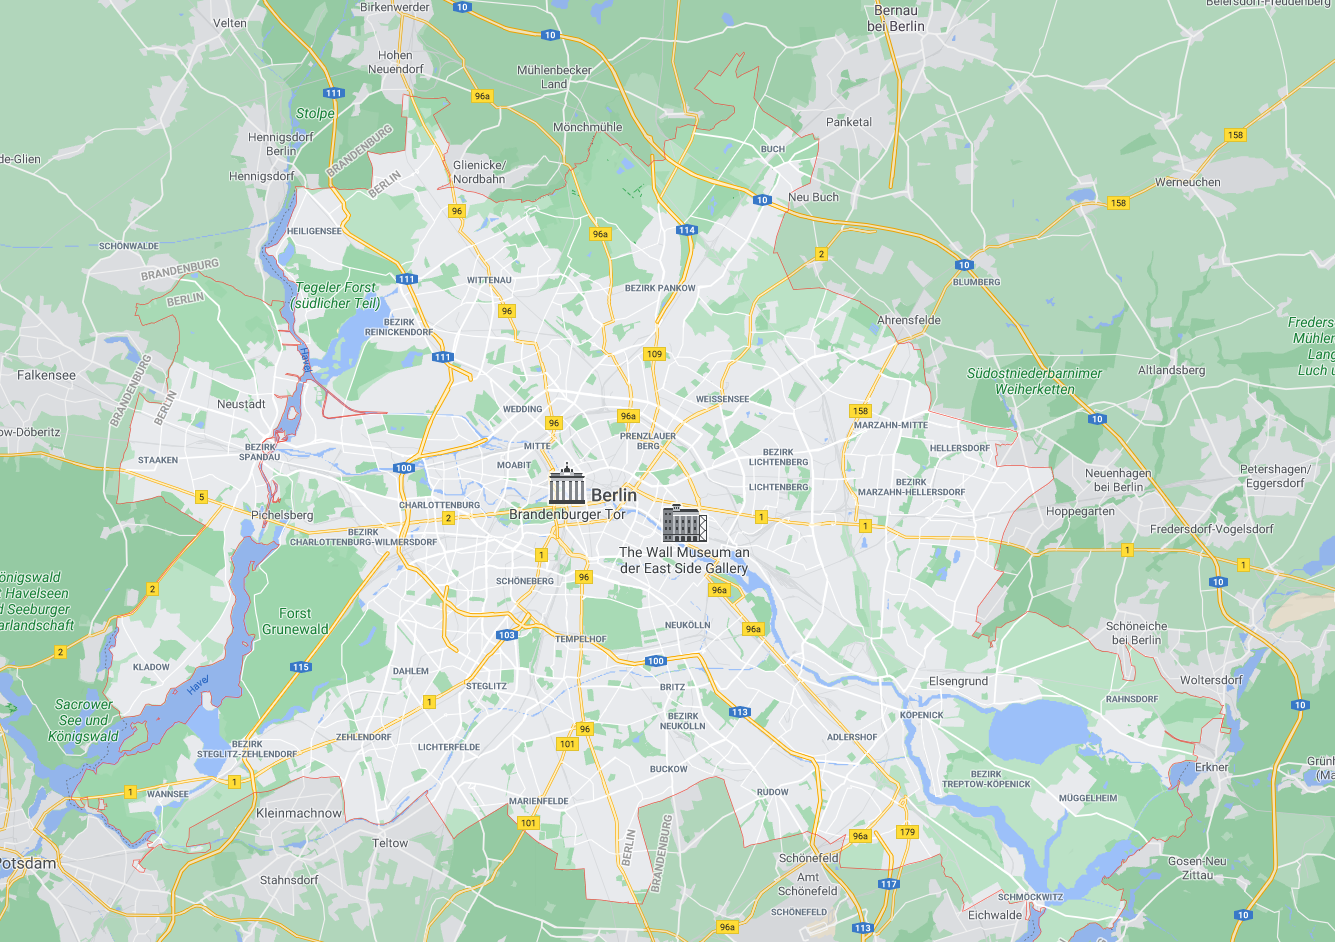 Birkenwerder
10
Velten
Bernau
bei Berlin
10
Hohen
Neuendorf
Mühlenbecker
Land
111
96a
Stolpe
Mönchmühle
Panketal
158
Hennigsdorf
Berlin
BRANDENBURG
BUCH
de-Glien
Glienicke/
Nordbahn
Hennigsdorf
BERLIN
Werneuchen
Neu Buch
10
158
96
HEILIGENSEE
96a
114
SCHÖNWALDE
2
BRANDENBURG
10
111
WITTENAU
BLUMBERG
Tegeler Forst
(südlicher Teil)
BEZIRK PANKOW
BERLIN
96
Ahrensfelde
BEZIRK
REINICKENDORF
Freders
Mühlen
Lang
Luch u
Havel
111
109
Falkensee
BRANDENBURG
BERLIN
Südostniederbarnimer
Weiherketten
Altlandsberg
Neustadt
WEISSENSEE
WEDDING
158
96a
10
96
MARZAHN-MITTE
ow-Döberitz
PRENZLAUER
BERG
MITTE
BEZIRK
SPANDAU
HELLERSDORF
STAAKEN
MOABIT
BEZIRK
LICHTENBERG
100
Neuenhagen
bei Berlin
Petershagen/
Eggersdorf
LICHTENBERG
BEZIRK
MARZAHN-HELLERSDORF
5
Berlin
CHARLOTTENBURG
Hoppegarten
Pichelsberg
2
Brandenburger Tor
1
1
Fredersdorf-Vogelsdorf
BEZIRK
CHARLOTTENBURG-WILMERSDORF
The Wall Museum an
der East Side Gallery
1
1
1
önigswald
t Havelseen
d Seeburger
arlandschaft
SCHÖNEBERG
96
10
2
96a
Forst
Grunewald
NEUKÖLLN
96a
Schöneiche
bei Berlin
103
TEMPELHOF
2
KLADOW
115
100
DAHLEM
Elsengrund
Woltersdorf
Havel
STEGLITZ
BRITZ
1
RAHNSDORF
Sacrower
See und
Königswald
10
113
KÖPENICK
BEZIRK
NEUKÖLLN
96
ZEHLENDORF
ADLERSHOF
101
LICHTERFELDE
BEZIRK
STEGLITZ-ZEHLENDORF
BUCKOW
Erkner
Grünh
(Ma
BEZIRK
TREPTOW-KÖPENICK
1
1
WANNSEE
RUDOW
MÜGGELHEIM
MARIENFELDE
Kleinmachnow
101
96a
179
Teltow
BERLIN
BRANDENBURG
Potsdam
Schönefeld
Gosen-Neu
Zittau
Stahnsdorf
Amt
Schönefeld
117
SCHMÖCKWITZ
SCHÖNEFELD
Eichwalde
10
96a
113